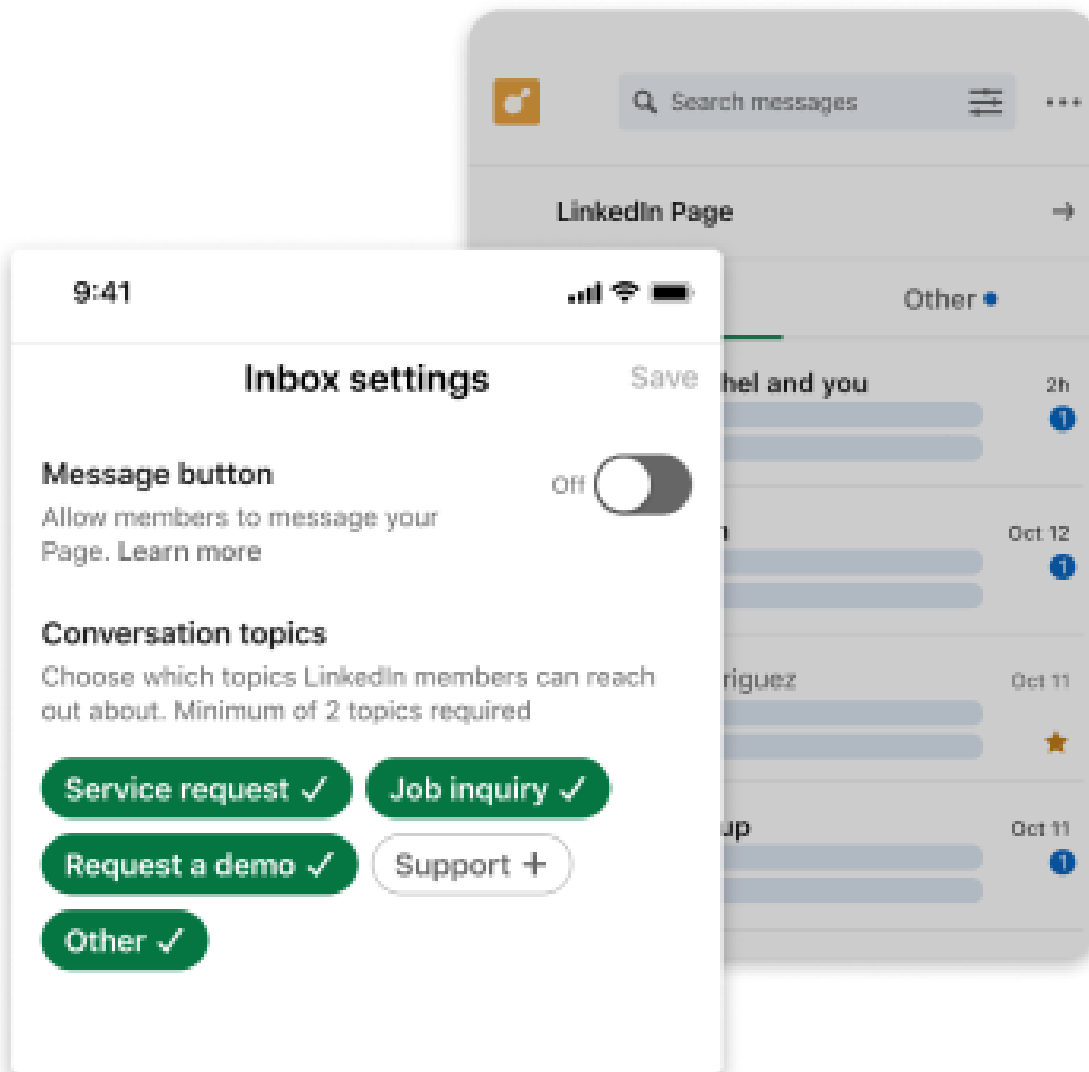 Search messages
LinkedIn Page
Other
hel and you
2h
1
Oct 12
1
riguez
Oct 11
up
Oct 11
1
9:41
Inbox settings
Save
Message button
Off
Allow members to message your
Page. Learn more
Conversation topics
Choose which topics LinkedIn members can reach
out about. Minimum of 2 topics required
Service request ✓ Job inquiry ✓
Request a demo ✓ Support +
Other ✓